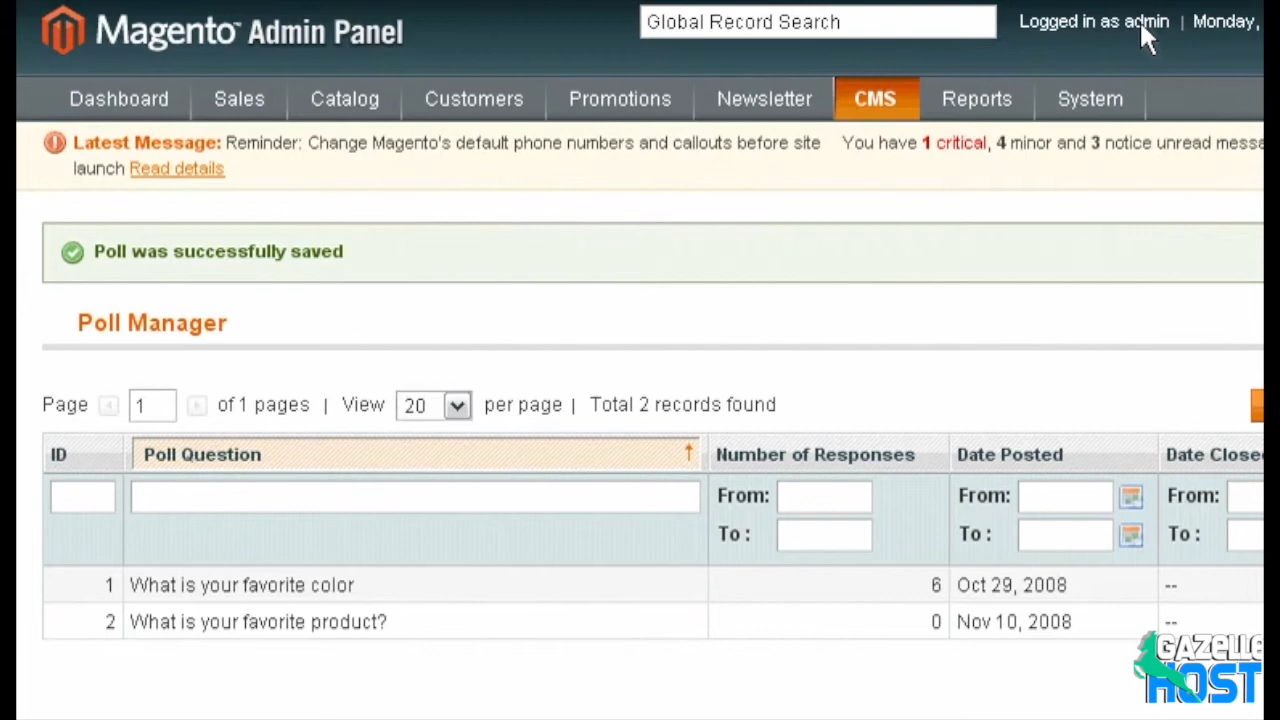 Magento™ Admin Panel
Global Record Search
Logged in as admin | Monday,
Dashboard Sales Catalog Customers Promotions Newsletter CMS Reports System
Latest Message: Reminder: Change Magento's default phone numbers and callouts before site
launch Read details
You have 1 critical, 4 minor and 3 notice unread messa
Poll was successfully saved
Poll Manager
Page 1 of 1 pages | View 20 per page | Total 2 records found
ID Poll Question Number of Responses Date Posted Date Close
From: From: From:
To : To : To :
1 What is your favorite color 6 Oct 29, 2008 --
2 What is your favorite product? 0 Nov 10, 2008 --
GAZELLE
HOST